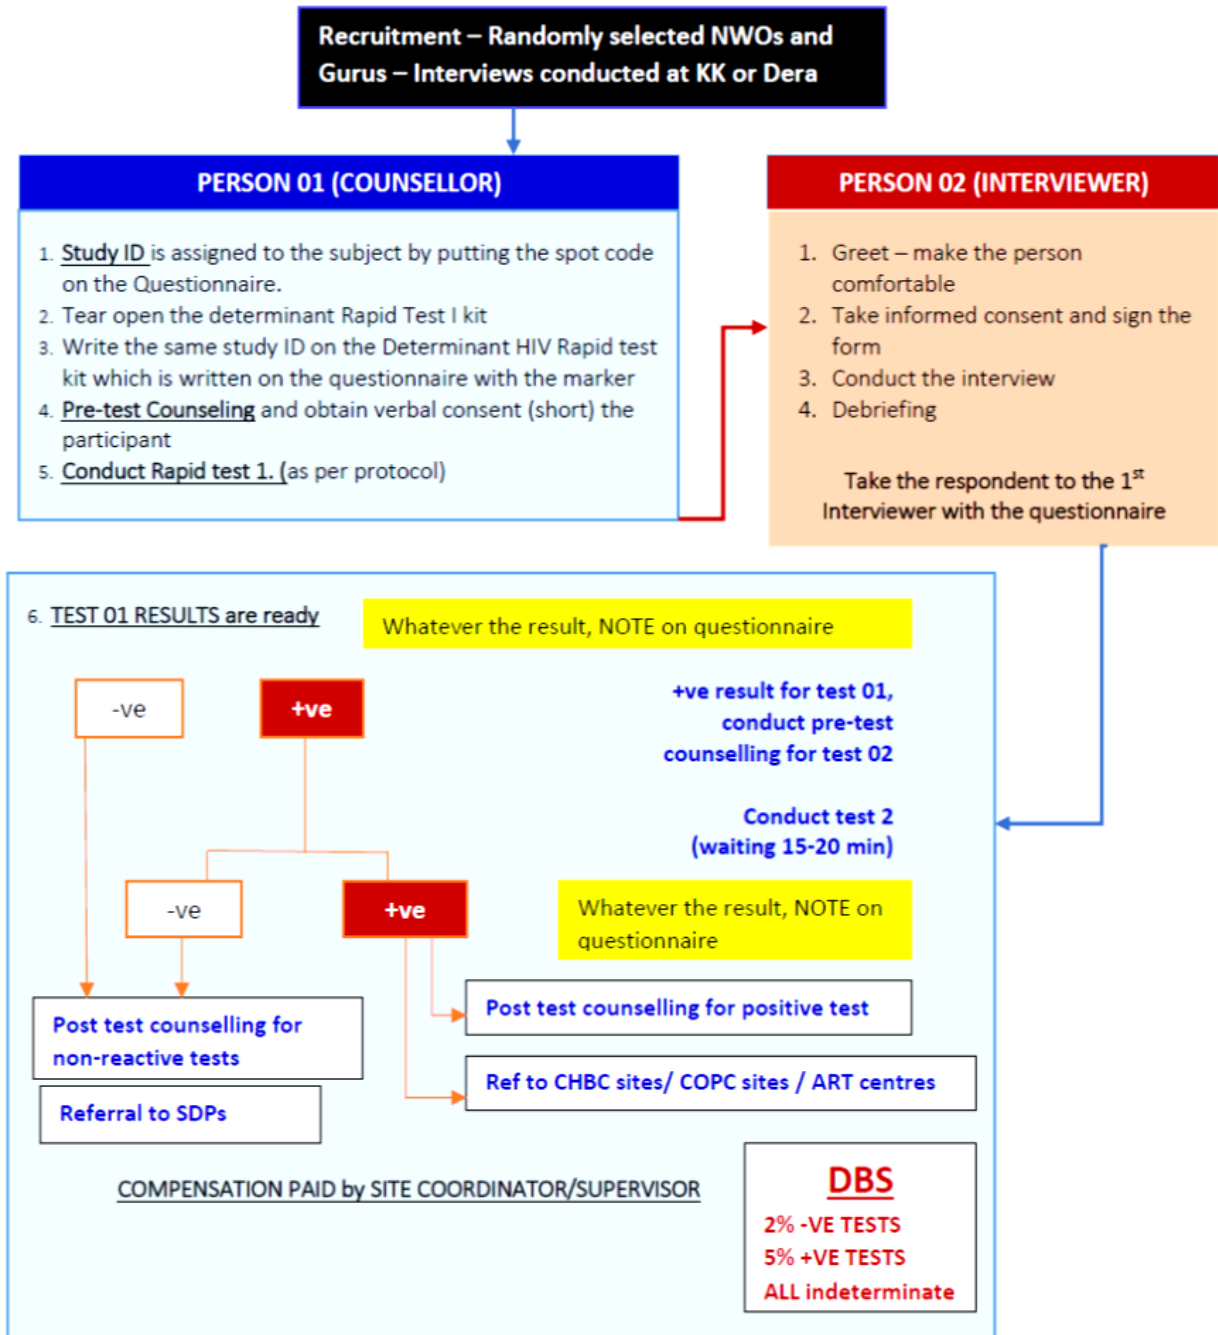 Recruitment – Randomly selected NWOs and
Gurus – Interviews conducted at KK or Dera
PERSON 01 (COUNSELLOR)
1. Study ID is assigned to the subject by putting the spot code
on the Questionnaire.
2. Tear open the determinant Rapid Test I kit
3. Write the same study ID on the Determinant HIV Rapid test
kit which is written on the questionnaire with the marker
4. Pre-test Counseling and obtain verbal consent (short) the
participant
5. Conduct Rapid test 1. (as per protocol)
PERSON 02 (INTERVIEWER)
1. Greet – make the person
comfortable
2. Take informed consent and sign the
form
3. Conduct the interview
4. Debriefing
Take the respondent to the 1st
Interviewer with the questionnaire
6. TEST 01 RESULTS are ready
Whatever the result, NOTE on questionnaire
-ve
+ve
+ve result for test 01,
conduct pre-test
counselling for test 02
Conduct test 2
(waiting 15-20 min)
-ve
+ve
Whatever the result, NOTE on
questionnaire
Post test counselling for
non-reactive tests
Post test counselling for positive test
Ref to CHBC sites/ COPC sites / ART centres
Referral to SDPs
COMPENSATION PAID by SITE COORDINATOR/SUPERVISOR
DBS
2% -VE TESTS
5% +VE TESTS
ALL indeterminate